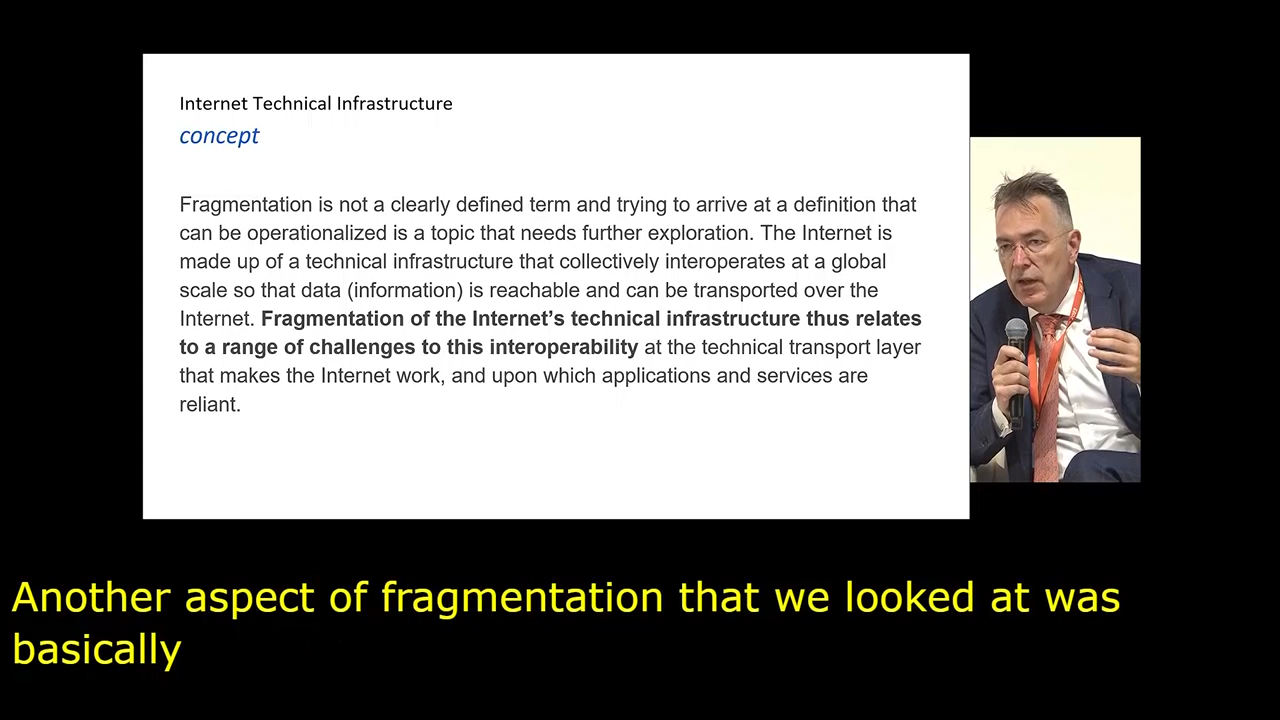 Internet Technical Infrastructure
concept
Fragmentation is not a clearly defined term and trying to arrive at a definition that
can be operationalized is a topic that needs further exploration. The Internet is
made up of a technical infrastructure that collectively interoperates at a global
scale so that data (information) is reachable and can be transported over the
Internet. Fragmentation of the Internet’s technical infrastructure thus relates
to a range of challenges to this interoperability at the technical transport layer
that makes the Internet work, and upon which applications and services are
reliant.
Another aspect of fragmentation that we looked at was
basically